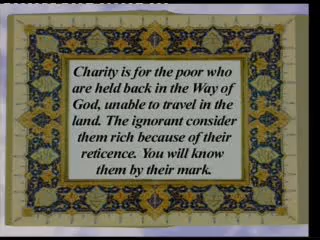 Charity is for the poor who
are held back in the Way of
God, unable to travel in the
land. The ignorant consider
them rich because of their
reticence. You will know
them by their mark.